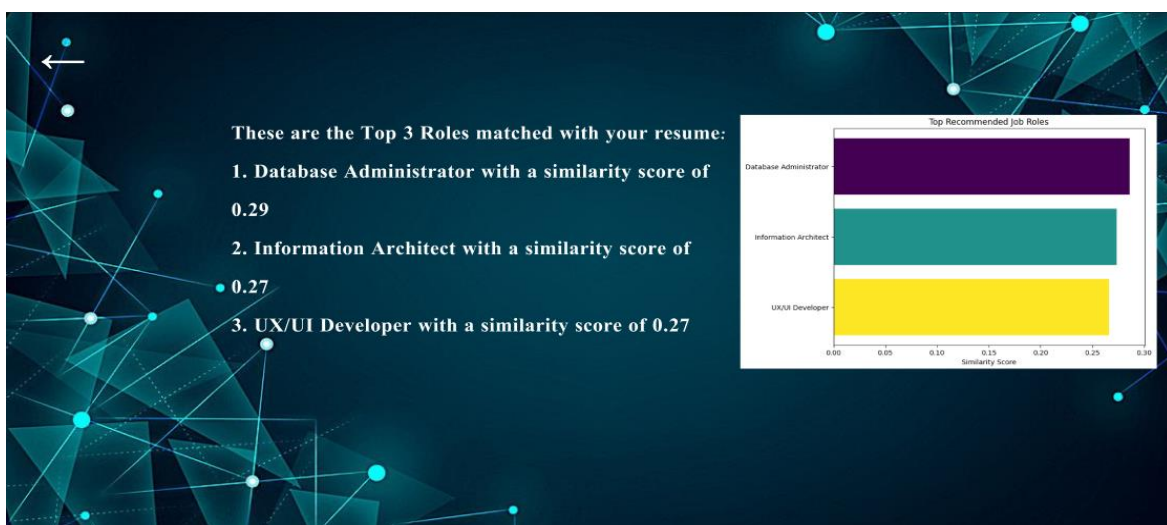 These are the Top 3 Roles matched with your resume:
1. Database Administrator with a similarity score of
0.29
2. Information Architect with a similarity score of
0.27
3. UX/UI Developer with a similarity score of 0.27
Top Recommended Job Roles
Database Administrator
Information Architect
UX/UI Developer
0.00 0.05 0.10 0.15 0.20 0.25 0.30
Similarity Score